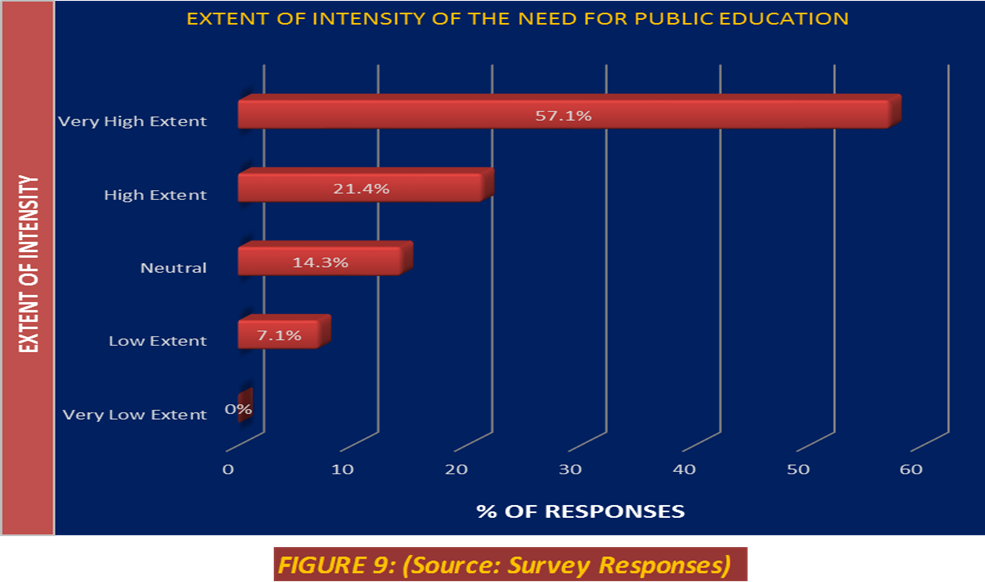 EXTENT OF INTENSITY OF THE NEED FOR PUBLIC EDUCATION
EXTENT OF INTENSITY
Very High Extent
57.1%
High Extent
21.4%
Neutral
14.3%
Low Extent
7.1%
Very Low Extent
0%
0 10 20 30 40 50 60
% OF RESPONSES
FIGURE 9: (Source: Survey Responses)